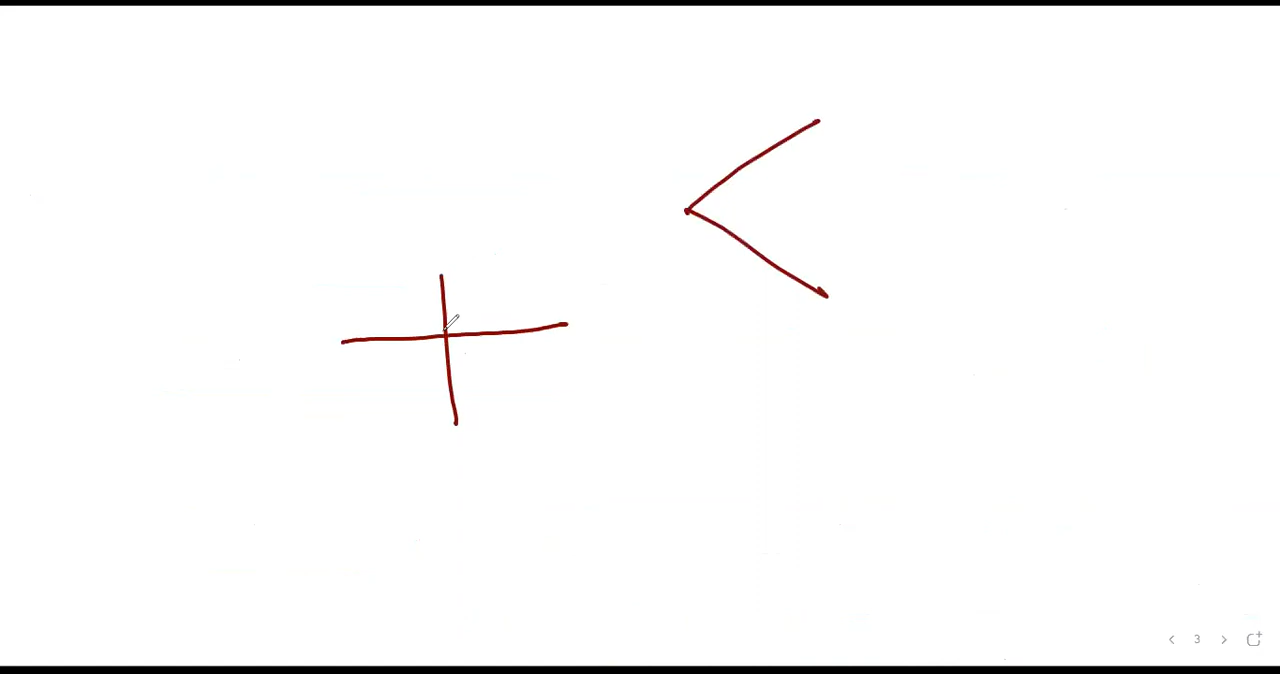 <
+
< 3 >